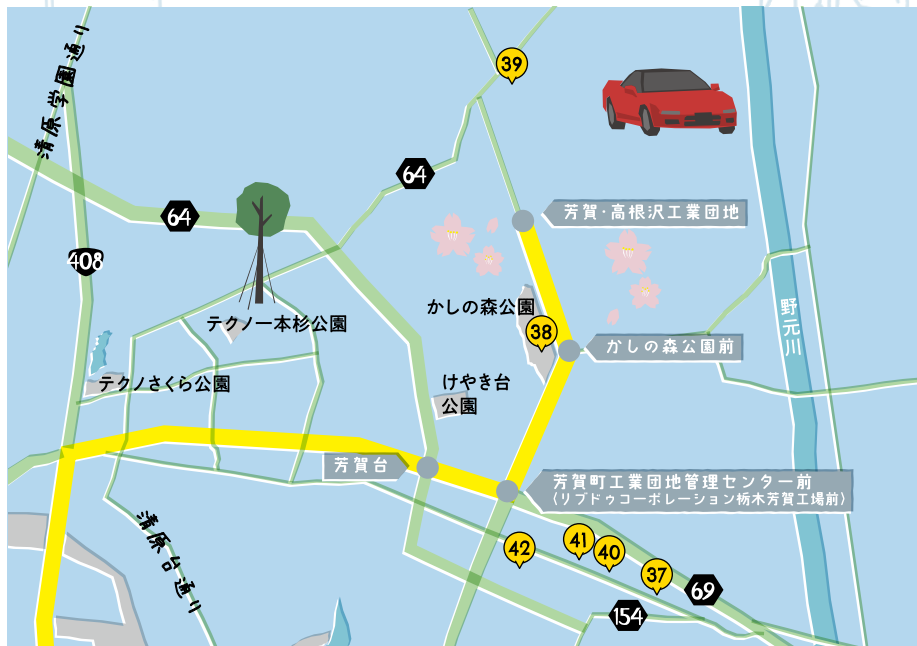 清原学園通り
39
64
64
408
芳賀・高根沢工業団地
テクノ一本杉公園
かしの森公園
38
野元川
かしの森公園前
テクノさくら公園
けやき台
公園
芳賀台
芳賀町工業団地管理センター前
(リブドゥコーポレーション栃木芳賀工場前)
清原台通り
42
41
40
37
69
154